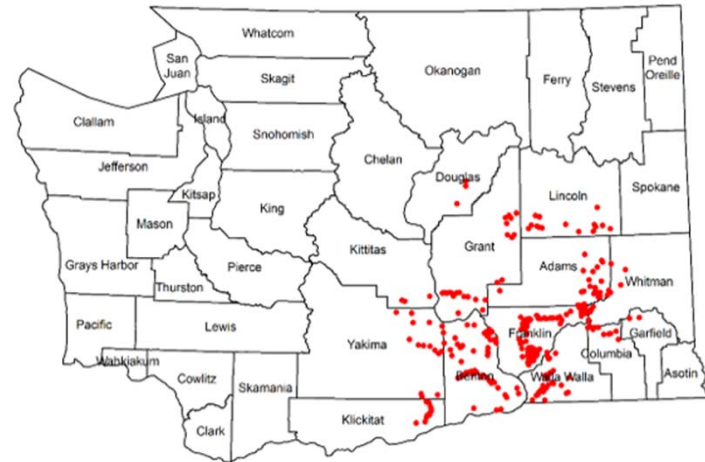 Whatcom
San
Juan
Skagit
Okanogan
Ferry
Stevens
Pend
Oreille
Clallam
Island
Snohomish
Chelan
Douglas
Jefferson
Kitsap
King
Lincoln
Spokane
Mason
Kittitas
Grant
Grays Harbor
Pierce
Adams
Whitman
Thurston
Pacific
Lewis
Yakima
Franklin
Garfield
Columbia
Wahkiakum
Cowlitz
Skamania
Benton
Walla Walla
Asotin
Clark
Klickitat